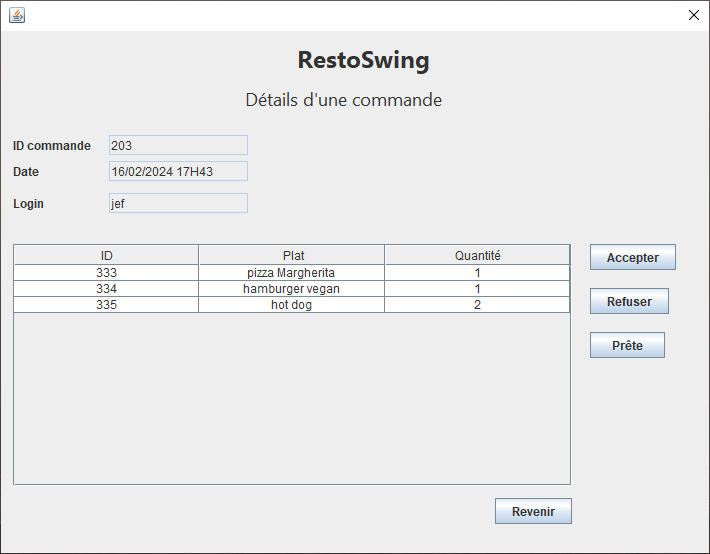 RestoSwing
Détails d'une commande
ID commande 203
Date 16/02/2024 17H43
Login jef
ID Plat Quantité
333 pizza Margherita 1
334 hamburger vegan 1
335 hot dog 2
Accepter
Refuser
Prête
Revenir